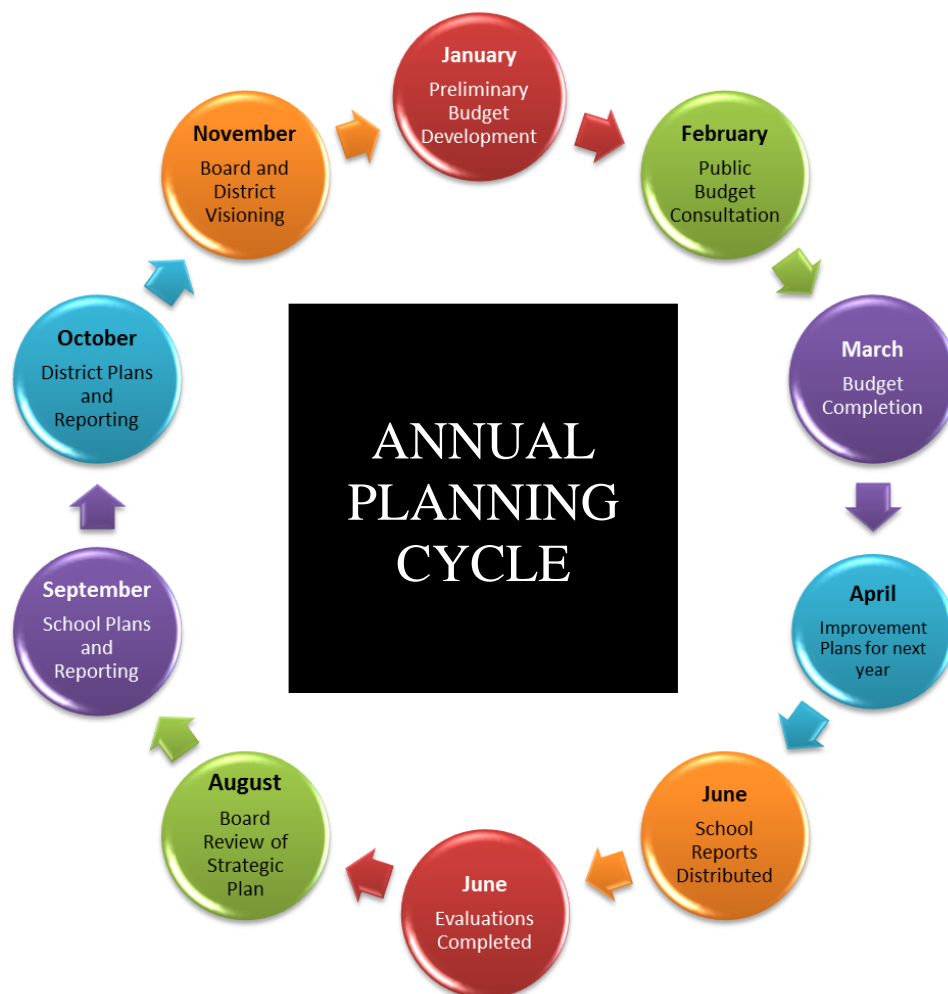 January
Preliminary
Budget
Development
February
Public
Budget
Consultation
March
Budget
Completion
April
Improvement
Plans for next
year
June
School
Reports
Distributed
June
Evaluations
Completed
August
Board
Review of
Strategic
Plan
September
School Plans
and
Reporting
October
District Plans
and
Reporting
November
Board and
District
Visioning
ANNUAL
PLANNING
CYCLE